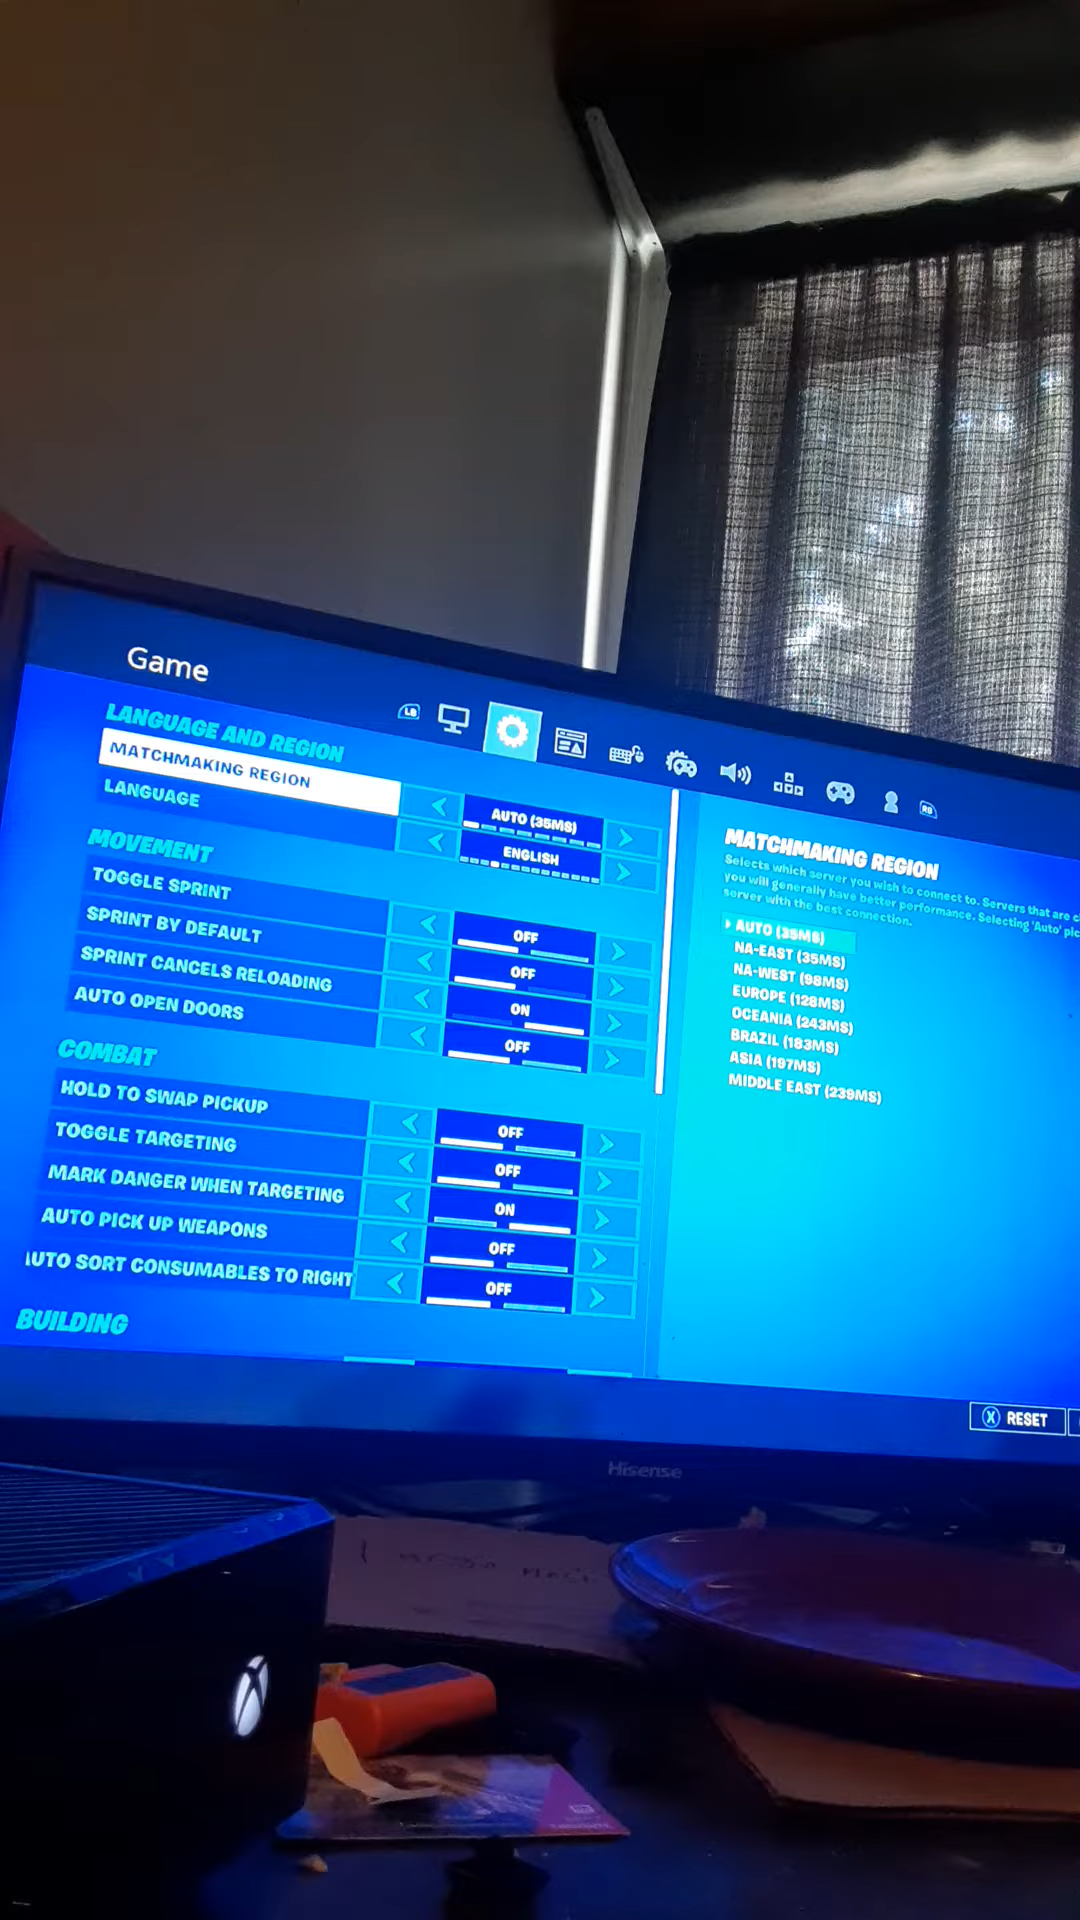 Game
LB
RB
LANGUAGE AND REGION
MATCHMAKING REGION
AUTO (35MS)
LANGUAGE
ENGLISH
MOVEMENT
TOGGLE SPRINT
OFF
SPRINT BY DEFAULT
OFF
SPRINT CANCELS RELOADING
ON
AUTO OPEN DOORS
OFF
COMBAT
HOLD TO SWAP PICKUP
OFF
TOGGLE TARGETING
OFF
MARK DANGER WHEN TARGETING
ON
AUTO PICK UP WEAPONS
OFF
AUTO SORT CONSUMABLES TO RIGHT
OFF
BUILDING
MATCHMAKING REGION
Selects which server you wish to connect to. Servers that are
you will generally have better performance. Selecting 'Auto'
server with the best connection.
AUTO (35MS)
NA-EAST (35MS)
NA-WEST (98MS)
EUROPE (128MS)
OCEANIA (243MS)
BRAZIL (183MS)
ASIA (197MS)
MIDDLE EAST (239MS)
X RESET
Hisense